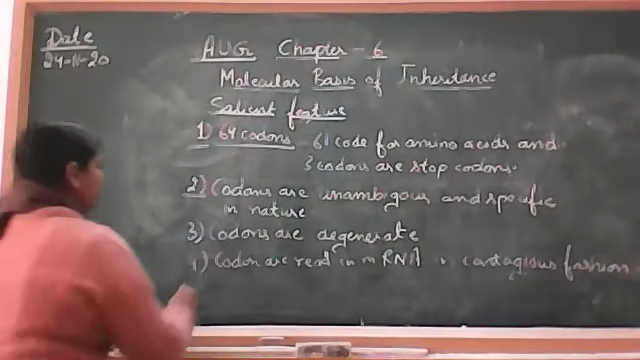 Date
24-11-20
AUG Chapter - 6
Molecular Basis of Inheritance
Salient feature
1) 64 codons - 61 code for amino acids and
3 codons are stop codons.
2) Codons are unambigous and specific
in nature
3) Codons are degenerate
4) Codon are read in mRNA in contagious fashion